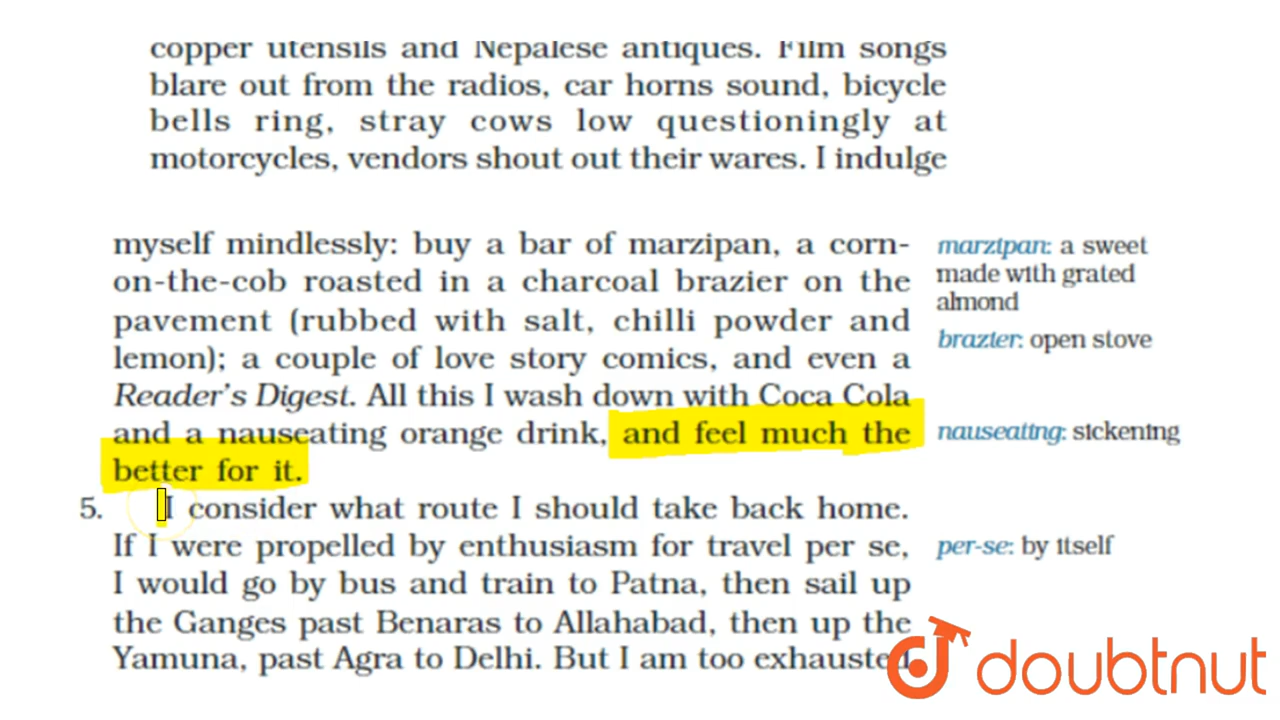 copper utensils and Nepalese antiques. Film songs
blare out from the radios, car horns sound, bicycle
bells ring, stray cows low questioningly at
motorcycles, vendors shout out their wares. I indulge
myself mindlessly: buy a bar of marzipan, a corn-
on-the-cob roasted in a charcoal brazier on the
pavement (rubbed with salt, chilli powder and
lemon); a couple of love story comics, and even a
Reader's Digest. All this I wash down with Coca Cola
and a nauseating orange drink, and feel much the
better for it.
marzipan: a sweet
made with grated
almond
brazier: open stove
nauseating: sickening
5. I consider what route I should take back home.
If I were propelled by enthusiasm for travel per se,
I would go by bus and train to Patna, then sail up
the Ganges past Benaras to Allahabad, then up the
Yamuna, past Agra to Delhi. But I am too exhausted
per-se: by itself
doubtnut